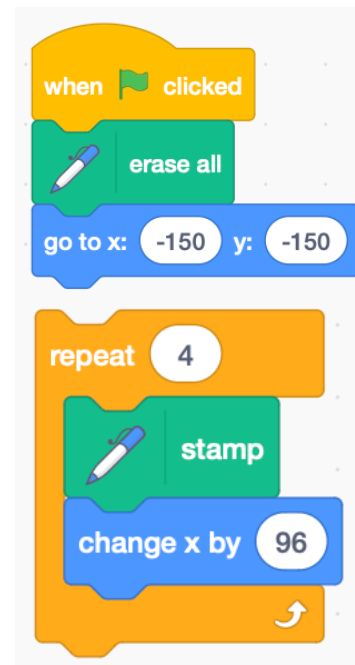 when clicked
erase all
go to x: -150 y: -150
repeat 4
stamp
change x by 96